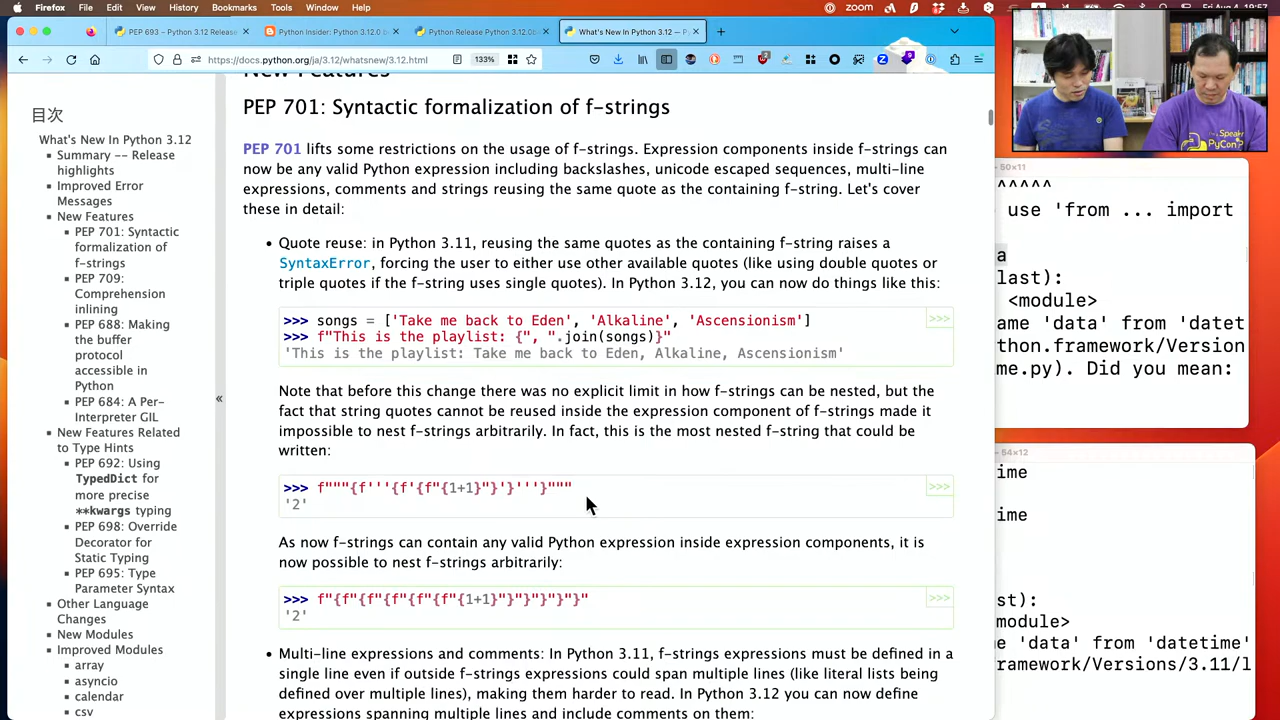 Firefox File Edit View History Bookmarks Tools Window Help
zoom
Fri Aug 4 19:57
PEP 693 – Python 3.12 Release
Python Insider: Python 3.12.0 b
Python Release Python 3.12.0b
What's New In Python 3.12 — P
https://docs.python.org/ja/3.12/whatsnew/3.12.html
133%
New Features
目次
What's New In Python 3.12
Summary -- Release
highlights
Improved Error
Messages
New Features
PEP 701: Syntactic
formalization of
f-strings
PEP 709:
Comprehension
inlining
PEP 688: Making
the buffer
protocol
accessible in
Python
PEP 684: A Per-
Interpreter GIL
New Features Related
to Type Hints
PEP 692: Using
TypedDict for
more precise
**kwargs typing
PEP 698: Override
Decorator for
Static Typing
PEP 695: Type
Parameter Syntax
Other Language
Changes
New Modules
Improved Modules
array
asyncio
calendar
csv
«
PEP 701: Syntactic formalization of f-strings
PEP 701 lifts some restrictions on the usage of f-strings. Expression components inside f-strings can
now be any valid Python expression including backslashes, unicode escaped sequences, multi-line
expressions, comments and strings reusing the same quote as the containing f-string. Let's cover
these in detail:
• Quote reuse: in Python 3.11, reusing the same quotes as the containing f-string raises a
SyntaxError, forcing the user to either use other available quotes (like using double quotes or
triple quotes if the f-string uses single quotes). In Python 3.12, you can now do things like this:
>>> songs = ['Take me back to Eden', 'Alkaline', 'Ascensionism']
>>> f"This is the playlist: {", ".join(songs)}"
'This is the playlist: Take me back to Eden, Alkaline, Ascensionism'
>>>
Note that before this change there was no explicit limit in how f-strings can be nested, but the
fact that string quotes cannot be reused inside the expression component of f-strings made it
impossible to nest f-strings arbitrarily. In fact, this is the most nested f-string that could be
written:
>>> f"""{f'''{f'{f"{1+1}"}'}'''}"""
'2'
>>>
As now f-strings can contain any valid Python expression inside expression components, it is
now possible to nest f-strings arbitrarily:
>>> f"{f"{f"{f"{f"{f"{1+1}"}"}"}"}"}"
'2'
>>>
• Multi-line expressions and comments: In Python 3.11, f-strings expressions must be defined in a
single line even if outside f-strings expressions could span multiple lines (like literal lists being
defined over multiple lines), making them harder to read. In Python 3.12 you can now define
expressions spanning multiple lines and include comments on them:
Speaker
PyCon
50×11
^^^^^
use 'from ... import
a
last):
<module>
ame 'data' from 'datet
thon.framework/Version
me.py). Did you mean:
54×12
ime
ime
st):
module>
e 'data' from 'datetime'
ramework/Versions/3.11/l